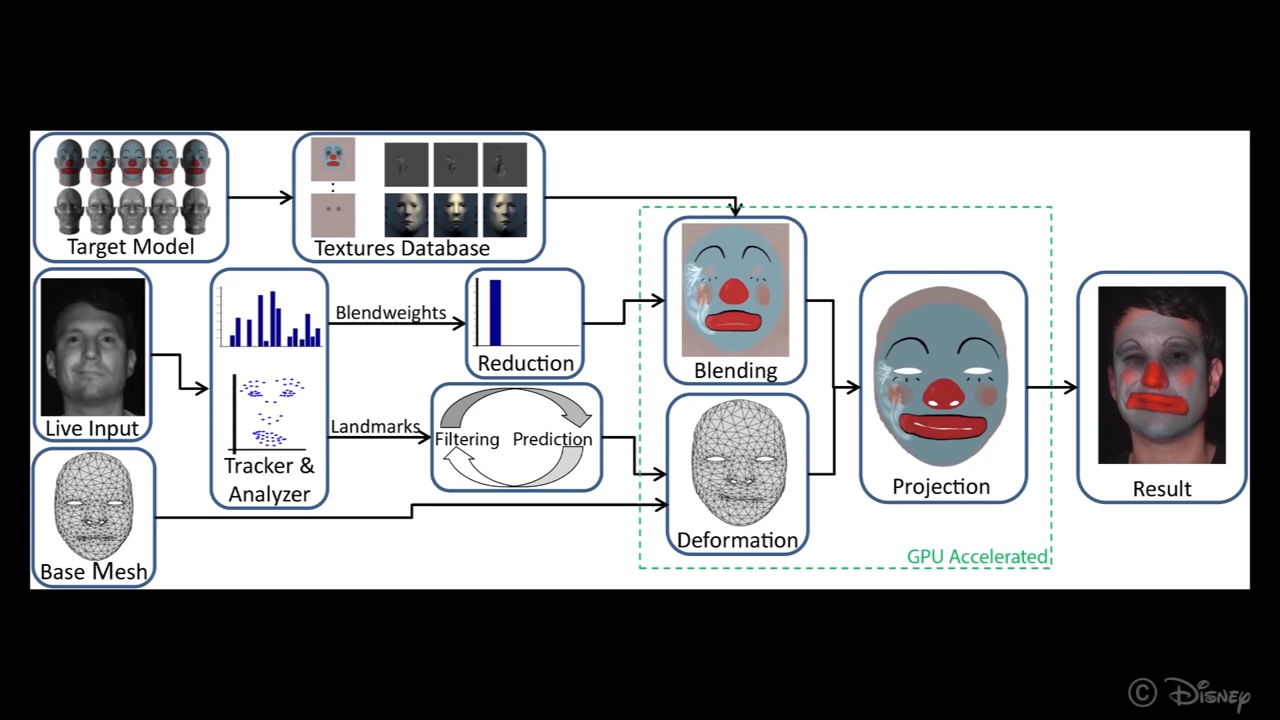 Target Model
Textures Database
Live Input
Blendweights
Reduction
Blending
Landmarks
Filtering Prediction
Tracker &
Analyzer
Base Mesh
Deformation
Projection
Result
GPU Accelerated
© Disney